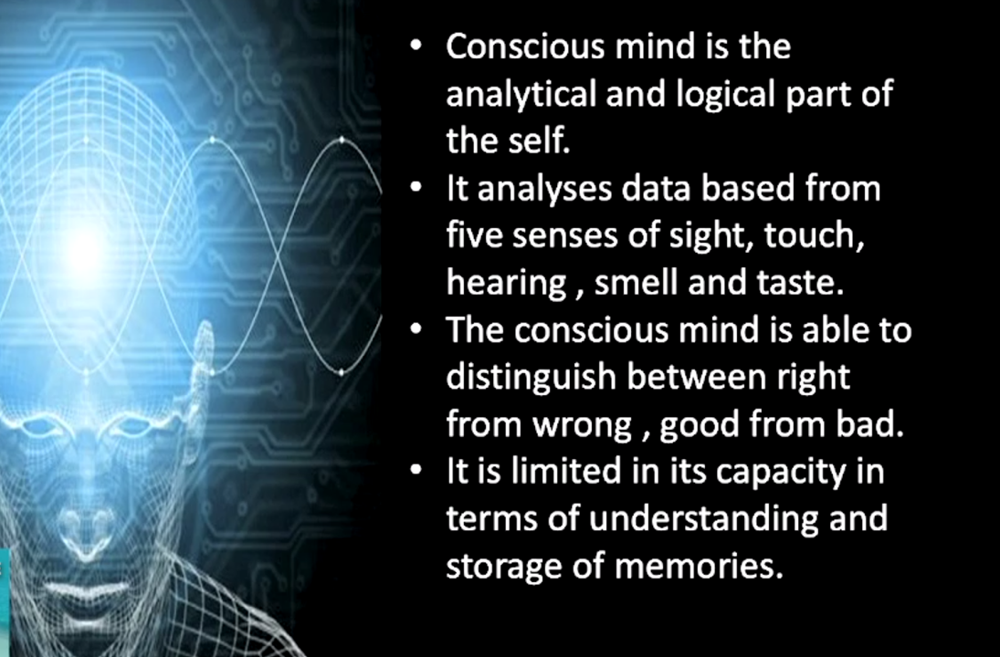 • Conscious mind is the
analytical and logical part of
the self.
• It analyses data based from
five senses of sight, touch,
hearing , smell and taste.
• The conscious mind is able to
distinguish between right
from wrong , good from bad.
• It is limited in its capacity in
terms of understanding and
storage of memories.